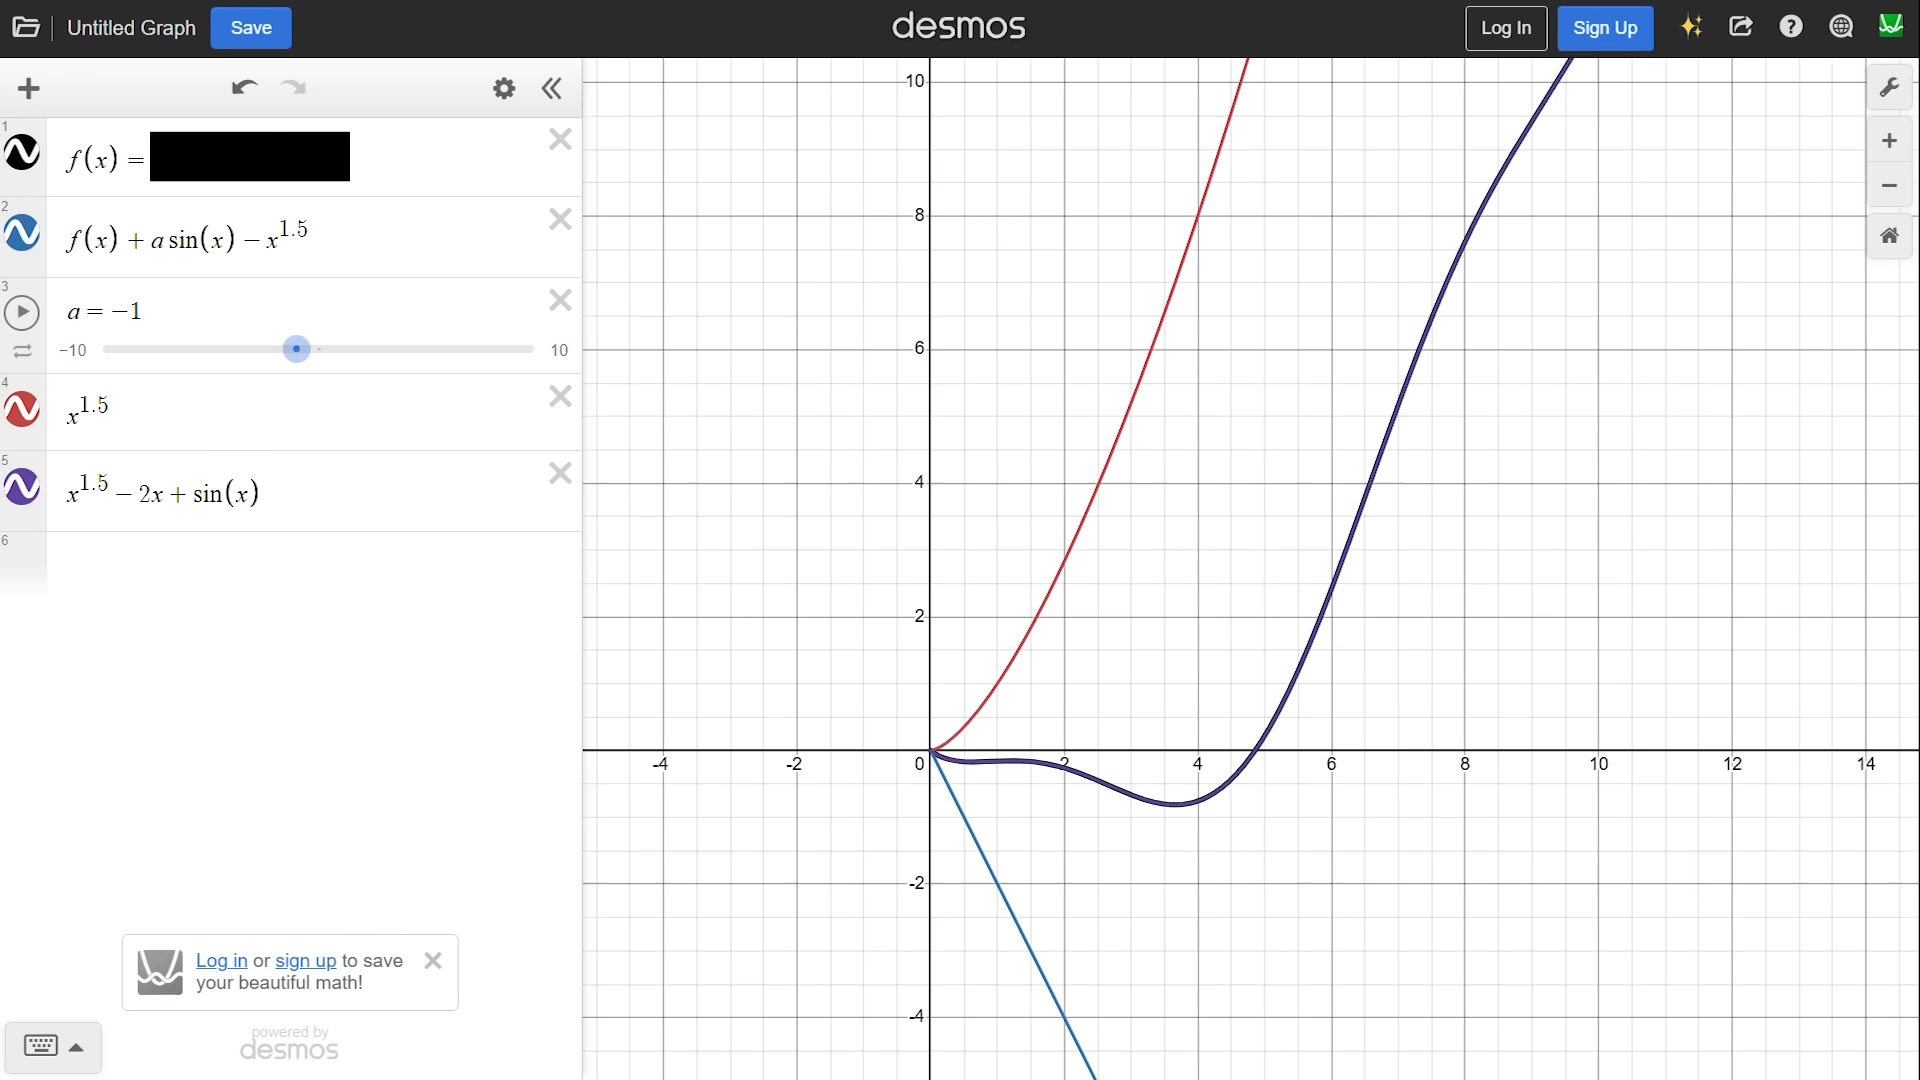 Untitled Graph
Save
desmos
Log In
Sign Up
1
f(x) =
2
f(x) + a sin(x) − x^1.5
3
a = −1
−10
10
4
x^1.5
5
x^1.5 − 2x + sin(x)
6
Log in or sign up to save
your beautiful math!
powered by
desmos
10
8
6
4
2
-4 -2 0 2 4 6 8 10 12 14
-2
-4